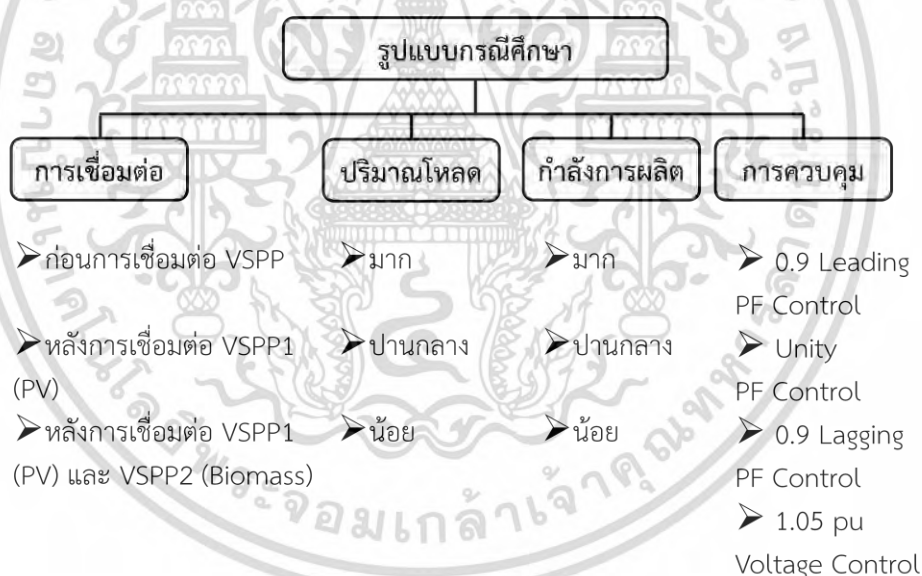 รูปแบบกรณีศึกษา
การเชื่อมต่อ
ปริมาณโหลด
กำลังการผลิต
การควบคุม
➢ก่อนการเชื่อมต่อ VSPP
➢หลังการเชื่อมต่อ VSPP1
(PV)
➢หลังการเชื่อมต่อ VSPP1
(PV) และ VSPP2 (Biomass)
➢มาก
➢ปานกลาง
➢น้อย
➢มาก
➢ปานกลาง
➢น้อย
➢ 0.9 Leading
PF Control
➢ Unity
PF Control
➢ 0.9 Lagging
PF Control
➢ 1.05 pu
Voltage Control